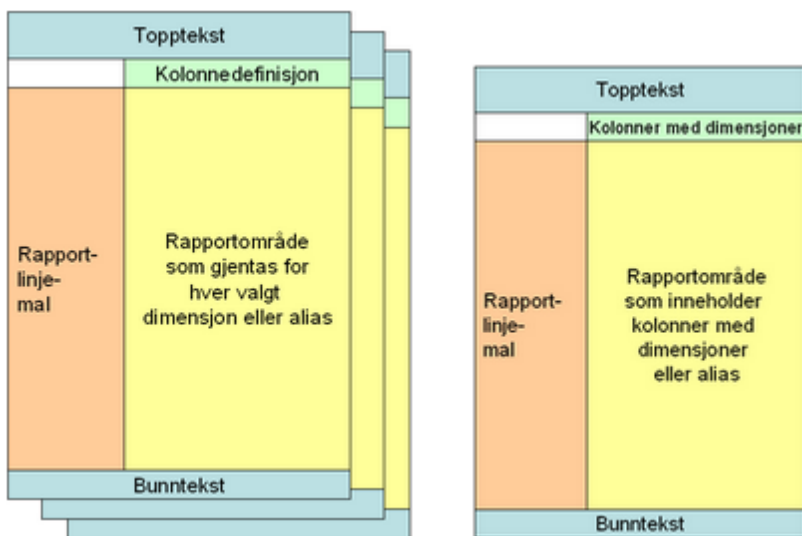 Topptekst
Kolonnedefinisjon
Rapport-
linje-
mal
Rapportområde
som gjentas for
hver valgt
dimensjon eller alias
Bunntekst
Topptekst
Kolonner med dimensjoner
Rapport-
linje-
mal
Rapportområde
som inneholder
kolonner med
dimensjoner
eller alias
Bunntekst